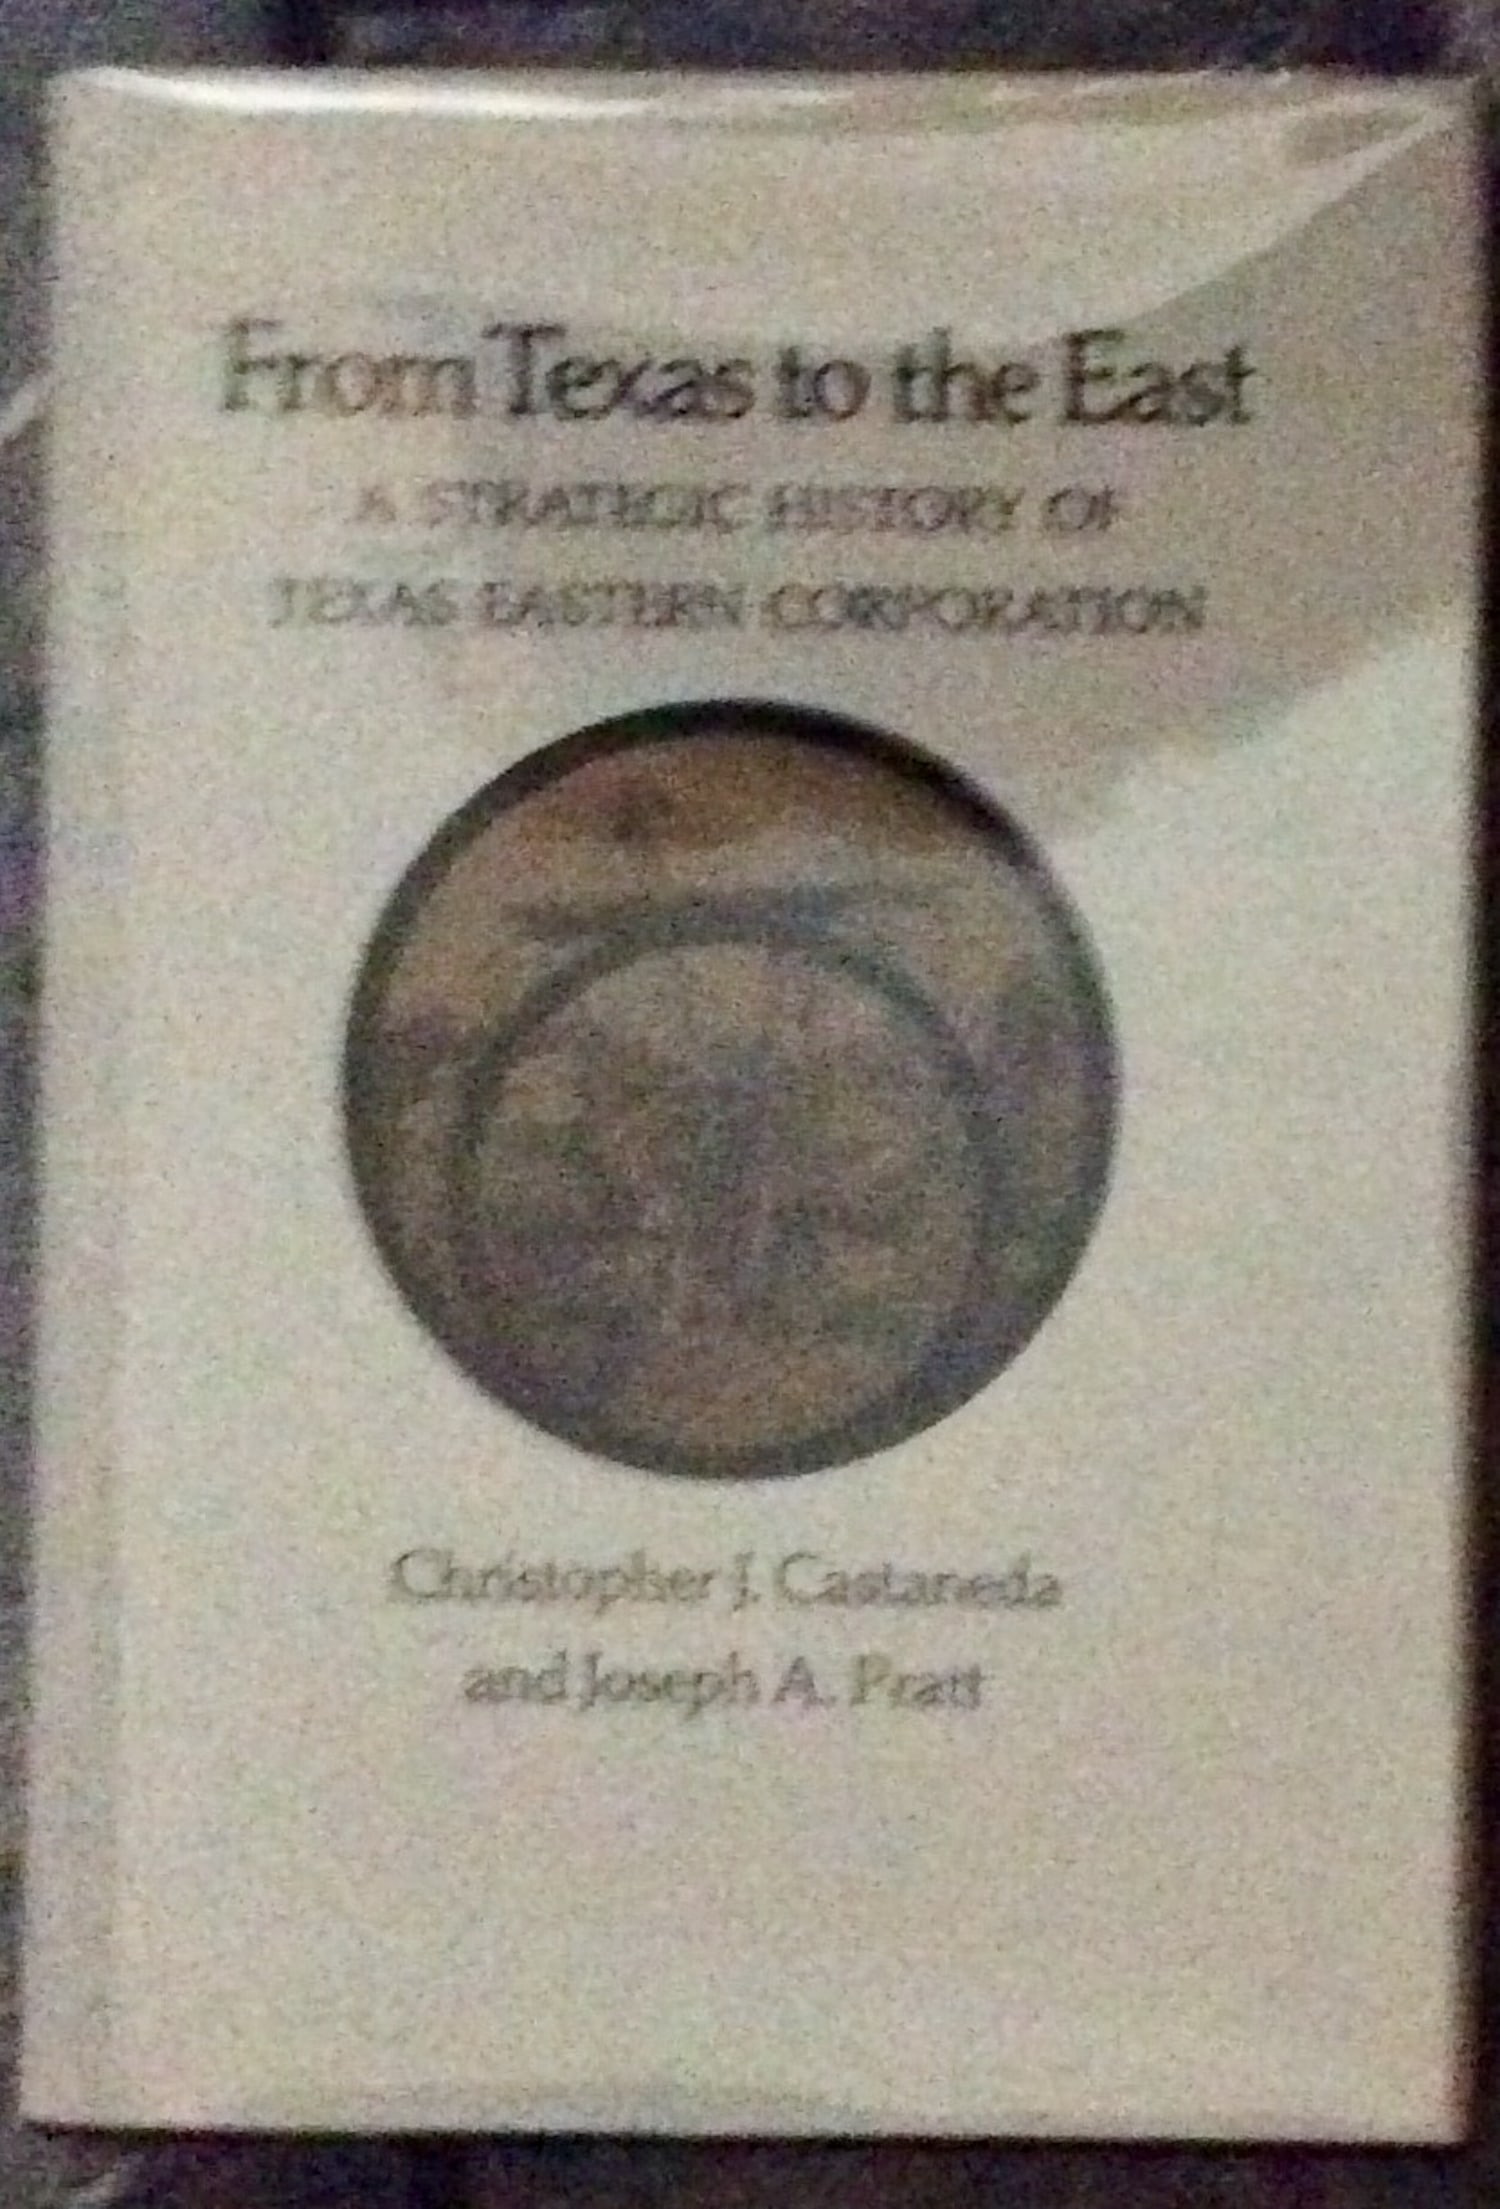 From Texas to the East
A STRATEGIC HISTORY OF
TEXAS EASTERN CORPORATION
Christopher J. Castaneda
and Joseph A. Pratt